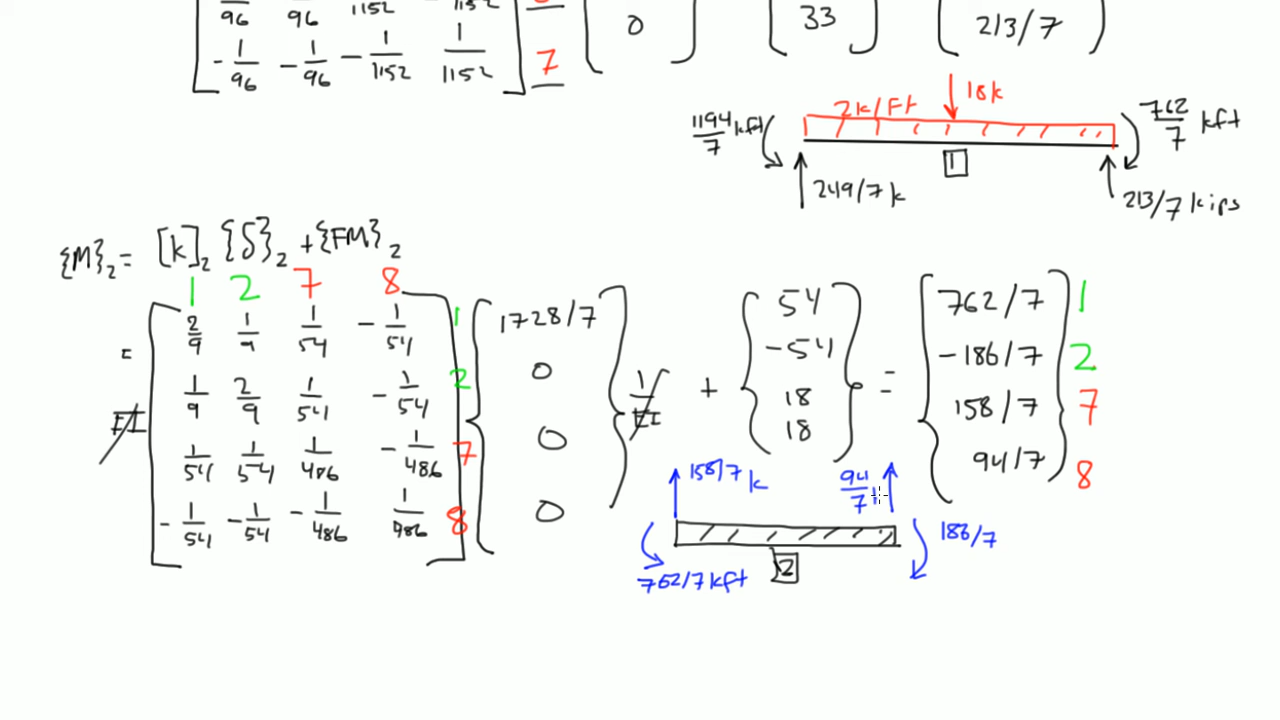 96 96 1152 1152
-1/96 -1/96 -1/1152 1/1152 7 0 33 213/7
2k/Ft 18k
1194/7 kft 762/7 kft
1
249/7 k 213/7 kips
{M}₂ = [k]₂ {δ}₂ + {FM}₂
1 2 7 8
= EI
2/9 1/9 1/54 -1/54 1
1/9 2/9 1/54 -1/54 2
1/54 1/54 1/486 -1/486 7
-1/54 -1/54 -1/486 1/486 8
1728/7
0
0
0
1/EI +
54
-54
18
18
=
762/7 1
-186/7 2
158/7 7
94/7 8
158/7 k 94/7
762/7 kft 186/7
2